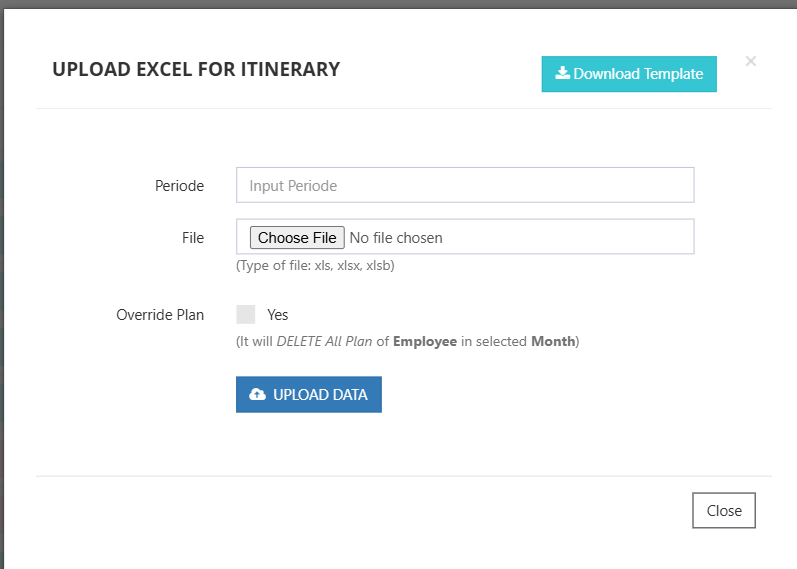 UPLOAD EXCEL FOR ITINERARY
Download Template
×
Periode
Input Periode
File
Choose File No file chosen
(Type of file: xls, xlsx, xlsb)
Override Plan
Yes
(It will DELETE All Plan of Employee in selected Month)
UPLOAD DATA
Close